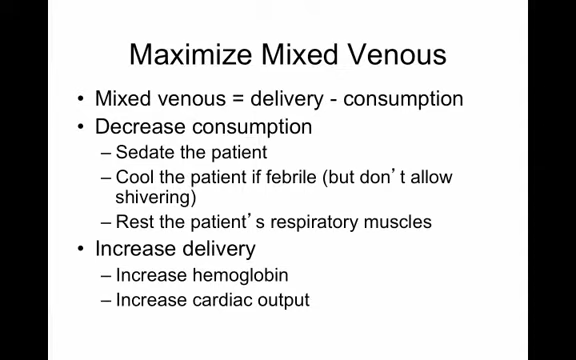 Maximize Mixed Venous
• Mixed venous = delivery - consumption
• Decrease consumption
– Sedate the patient
– Cool the patient if febrile (but don’t allow
shivering)
– Rest the patient’s respiratory muscles
• Increase delivery
– Increase hemoglobin
– Increase cardiac output